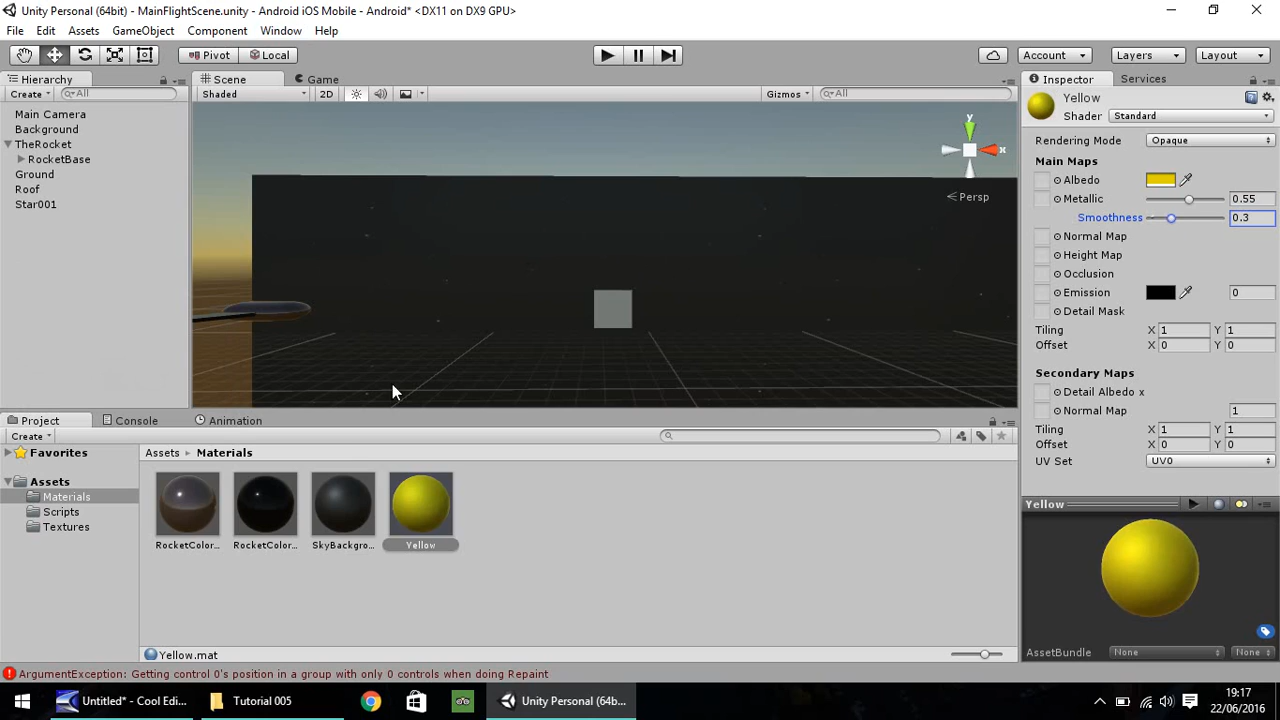 Unity Personal (64bit) - MainFlightScene.unity - Android iOS Mobile - Android* <DX11 on DX9 GPU>
File Edit Assets GameObject Component Window Help
Pivot Local Account Layers Layout
Hierarchy Scene Game Inspector Services
Create All Shaded 2D Gizmos All Yellow
Shader Standard
Main Camera
Background
TheRocket
RocketBase
Ground
Roof
Star001
y
x
Persp
Rendering Mode Opaque
Main Maps
Albedo
Metallic 0.55
Smoothness 0.3
Normal Map
Height Map
Occlusion
Emission 0
Detail Mask
Tiling X 1 Y 1
Offset X 0 Y 0
Secondary Maps
Detail Albedo x
Normal Map 1
Tiling X 1 Y 1
Offset X 0 Y 0
UV Set UV0
Project Console Animation
Create
Favorites
Assets
Materials
Scripts
Textures
Assets Materials
RocketColor... RocketColor... SkyBackgro... Yellow
Yellow.mat
Yellow
AssetBundle None None
ArgumentException: Getting control 0's position in a group with only 0 controls when doing Repaint
Untitled* - Cool Edi... Tutorial 005 Unity Personal (64bi...
19:17
22/06/2016